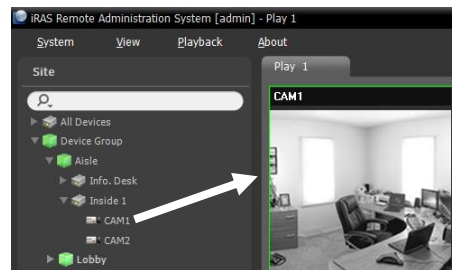 iRAS Remote Administration System [admin] - Play 1
System View Playback About
Site
Play 1
CAM1
All Devices
Device Group
Aisle
Info. Desk
Inside 1
CAM1
CAM2
Lobby